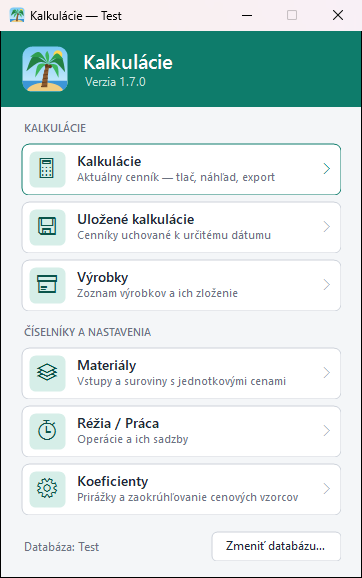 Kalkulácie — Test
Kalkulácie
Verzia 1.7.0
KALKULÁCIE
Kalkulácie
Aktuálny cenník — tlač, náhľad, export
Uložené kalkulácie
Cenníky uchované k určitému dátumu
Výrobky
Zoznam výrobkov a ich zloženie
ČÍSELNÍKY A NASTAVENIA
Materiály
Vstupy a suroviny s jednotkovými cenami
Réžia / Práca
Operácie a ich sadzby
Koeficienty
Prirážky a zaokrúhľovanie cenových vzorcov
Databáza: Test
Zmeniť databázu...